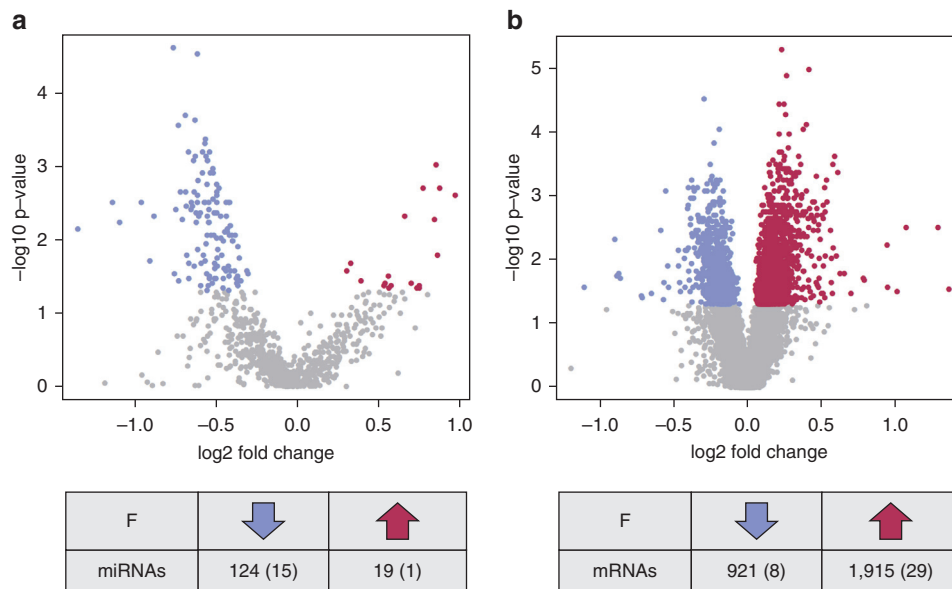 a
b
4
3
2
1
0
−log10 p-value
−1.0
−0.5
0.0
0.5
1.0
log2 fold change
5
4
3
2
1
0
−log10 p-value
−1.0
−0.5
0.0
0.5
1.0
log2 fold change
F
miRNAs
124 (15)
19 (1)
F
mRNAs
921 (8)
1,915 (29)